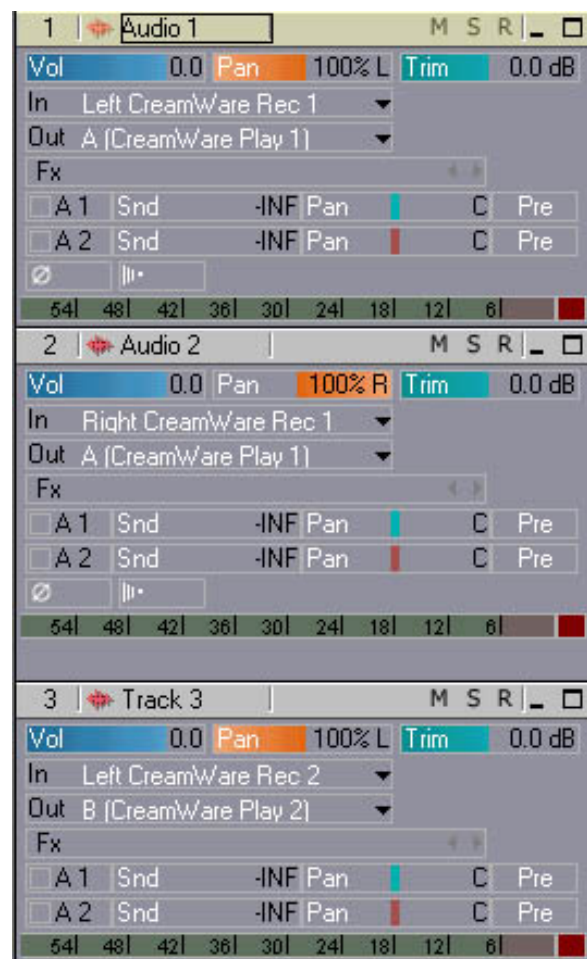 1 Audio 1 M S R
Vol 0.0 Pan 100% L Trim 0.0 dB
In Left CreamWare Rec 1
Out A (CreamWare Play 1)
Fx
A 1 Snd -INF Pan C Pre
A 2 Snd -INF Pan C Pre
54 48 42 36 30 24 18 12 6
2 Audio 2 M S R
Vol 0.0 Pan 100% R Trim 0.0 dB
In Right CreamWare Rec 1
Out A (CreamWare Play 1)
Fx
A 1 Snd -INF Pan C Pre
A 2 Snd -INF Pan C Pre
54 48 42 36 30 24 18 12 6
3 Track 3 M S R
Vol 0.0 Pan 100% L Trim 0.0 dB
In Left CreamWare Rec 2
Out B (CreamWare Play 2)
Fx
A 1 Snd -INF Pan C Pre
A 2 Snd -INF Pan C Pre
54 48 42 36 30 24 18 12 6